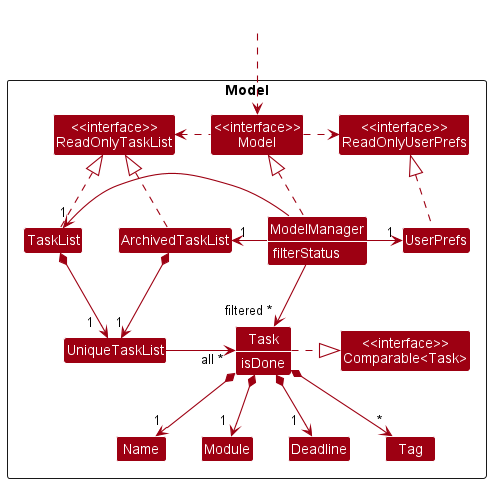 Model
<<interface>>
ReadOnlyTaskList
<<interface>>
Model
<<interface>>
ReadOnlyUserPrefs
1
TaskList
ArchivedTaskList
1
ModelManager
filterStatus
1
UserPrefs
filtered *
1
1
UniqueTaskList
all *
Task
isDone
<<interface>>
Comparable<Task>
1
1
1
*
Name
Module
Deadline
Tag